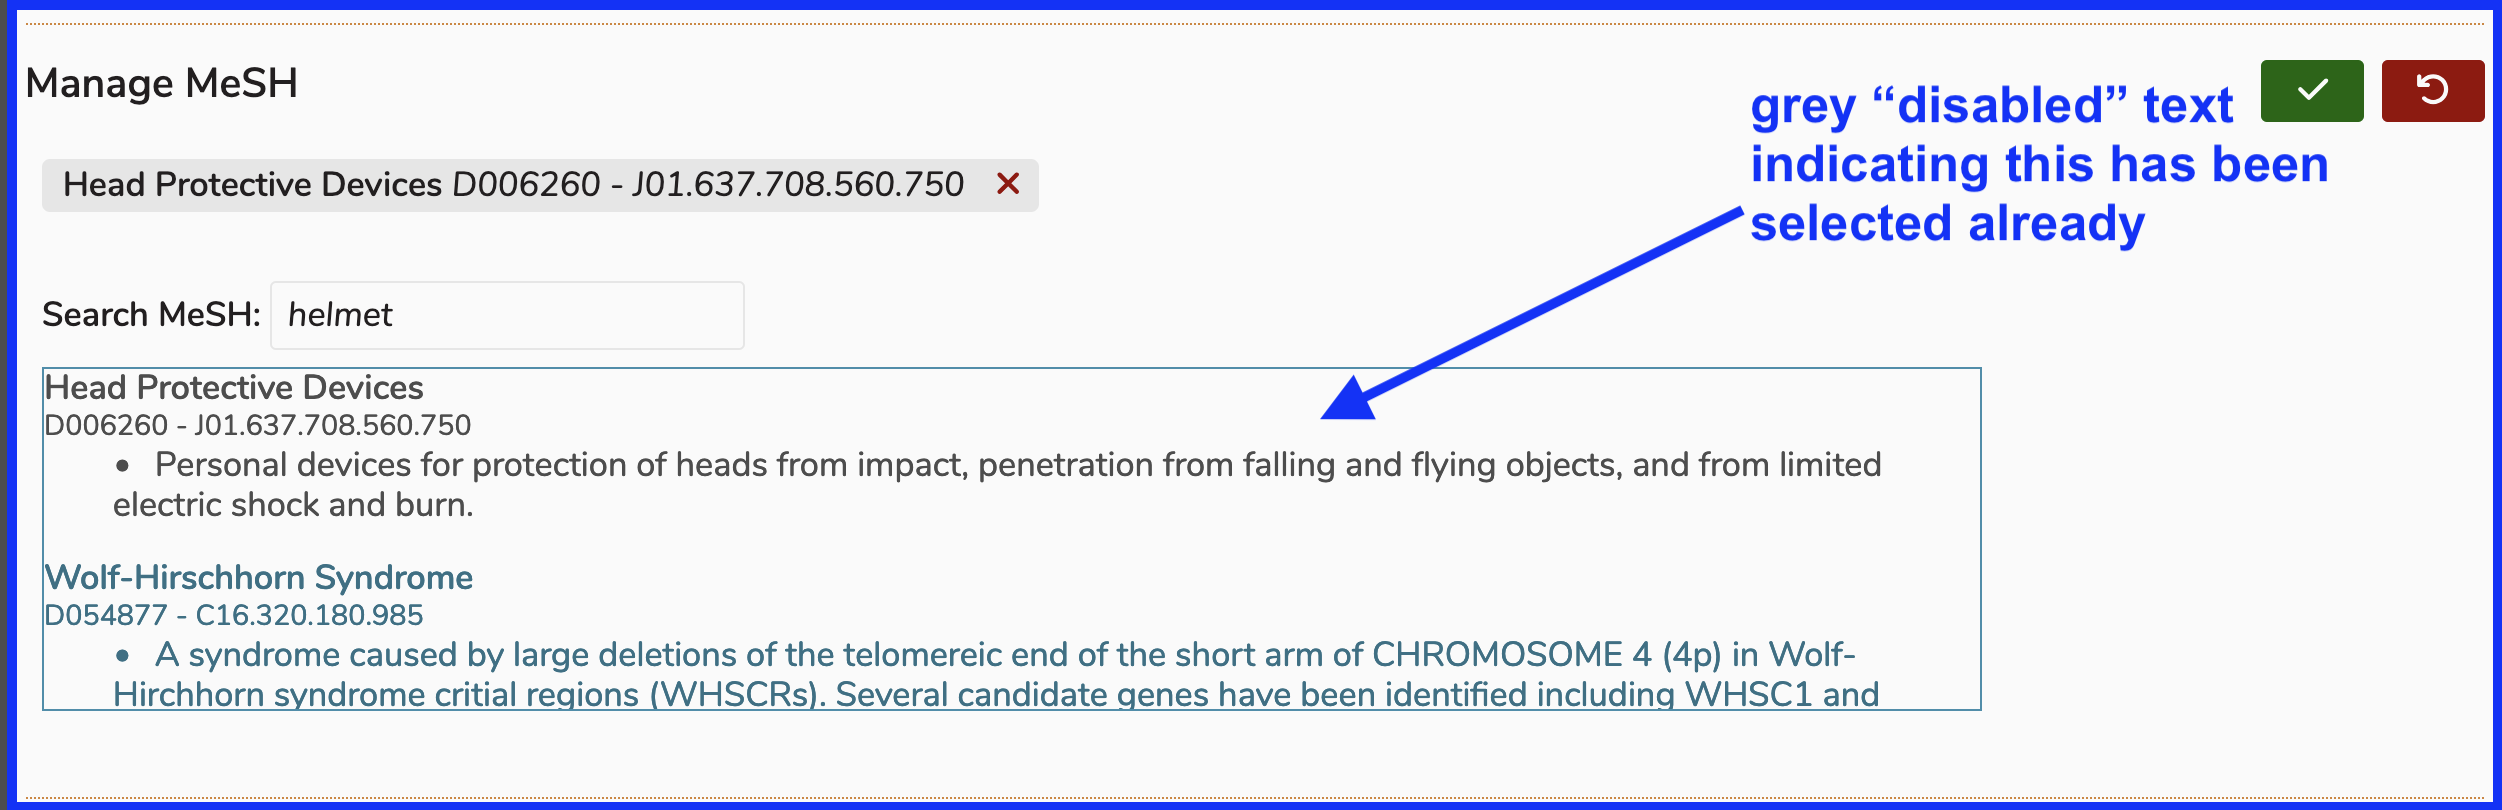 Manage MeSH
grey “disabled” text
indicating this has been
selected already
Head Protective Devices D006260 - J01.637.708.560.750
Search MeSH: helmet
Head Protective Devices
D006260 - J01.637.708.560.750
• Personal devices for protection of heads from impact, penetration from falling and flying objects, and from limited
electric shock and burn.
Wolf-Hirschhorn Syndrome
D054877 - C16.320.180.985
• A syndrome caused by large deletions of the telomereic end of the short arm of CHROMOSOME 4 (4p) in Wolf-
Hirchhorn syndrome critial regions (WHSCRs). Several candidate genes have been identified including WHSC1 and